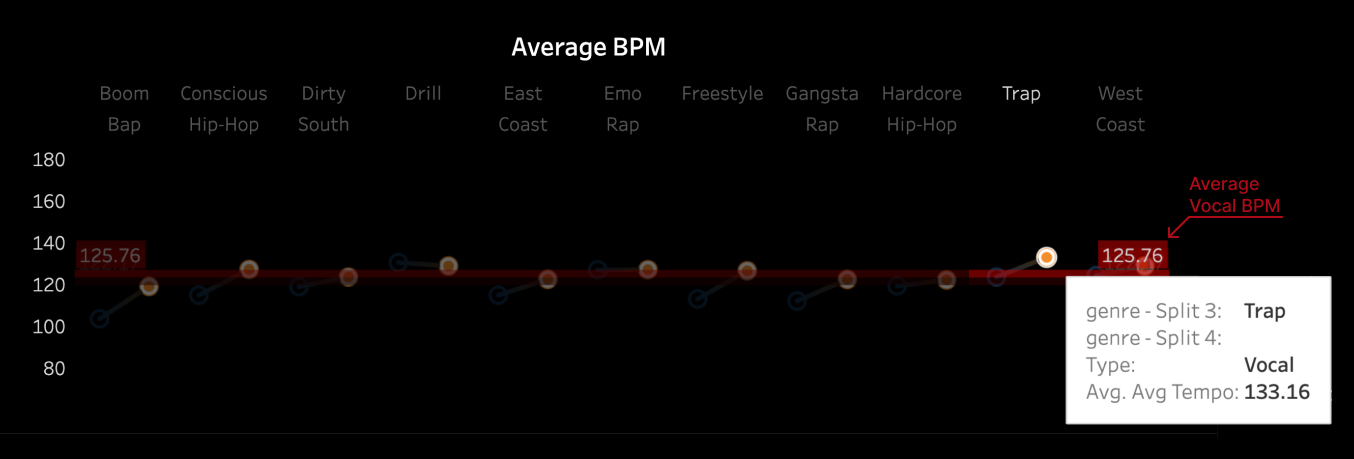 Average BPM
Boom Conscious Dirty Drill East Emo Freestyle Gangsta Hardcore Trap West
Bap Hip-Hop South Coast Rap Rap Hip-Hop Coast
180
160
Average
Vocal BPM
140
125.76 125.76
120
genre - Split 3: Trap
genre - Split 4:
100
Type: Vocal
80
Avg. Avg Tempo: 133.16